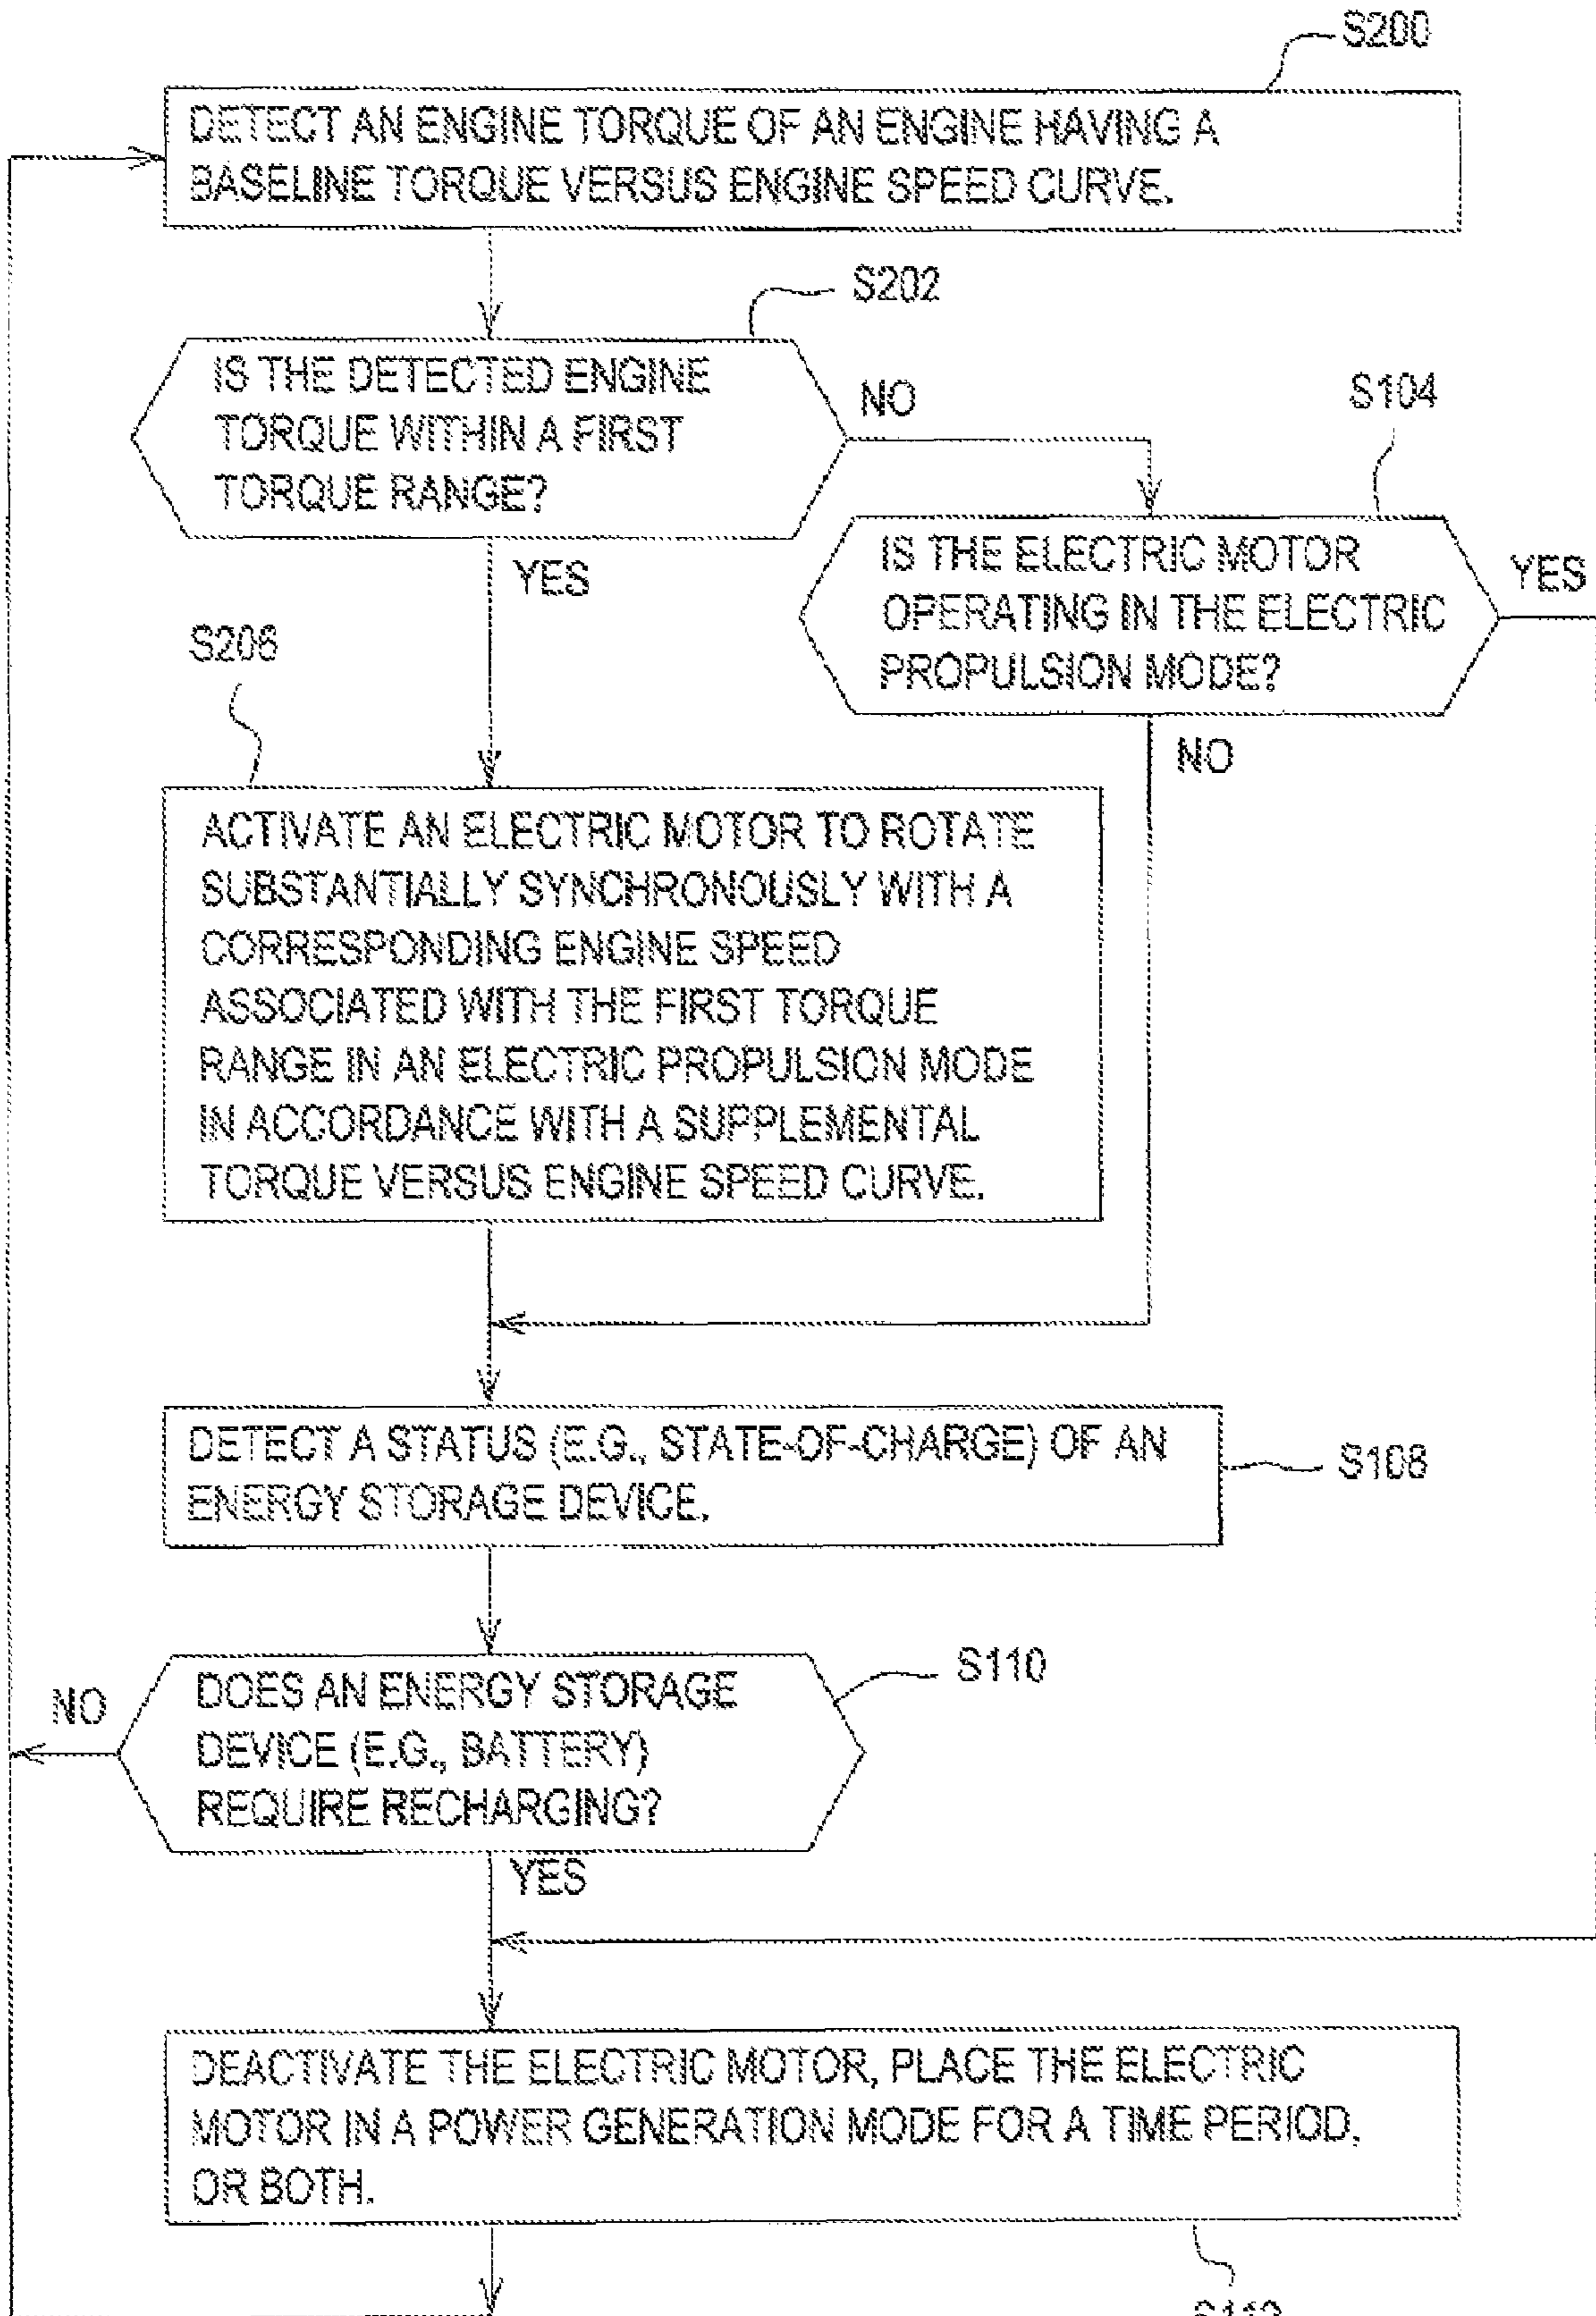 S200
DETECT AN ENGINE TORQUE OF AN ENGINE HAVING A
BASELINE TORQUE VERSUS ENGINE SPEED CURVE.
S202
IS THE DETECTED ENGINE
TORQUE WITHIN A FIRST
TORQUE RANGE?
NO
S104
YES
IS THE ELECTRIC MOTOR
OPERATING IN THE ELECTRIC
PROPULSION MODE?
YES
NO
S206
ACTIVATE AN ELECTRIC MOTOR TO ROTATE
SUBSTANTIALLY SYNCHRONOUSLY WITH A
CORRESPONDING ENGINE SPEED
ASSOCIATED WITH THE FIRST TORQUE
RANGE IN AN ELECTRIC PROPULSION MODE
IN ACCORDANCE WITH A SUPPLEMENTAL
TORQUE VERSUS ENGINE SPEED CURVE.
DETECT A STATUS (E.G., STATE-OF-CHARGE) OF AN
ENERGY STORAGE DEVICE.
S108
S110
NO
DOES AN ENERGY STORAGE
DEVICE (E.G., BATTERY)
REQUIRE RECHARGING?
YES
DEACTIVATE THE ELECTRIC MOTOR, PLACE THE ELECTRIC
MOTOR IN A POWER GENERATION MODE FOR A TIME PERIOD,
OR BOTH.